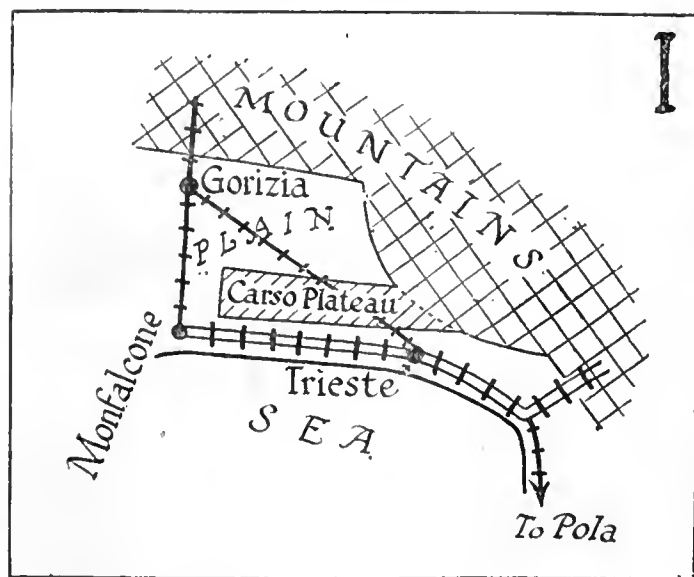 I
MOUNTAINS
Gorizia
PLAIN
Carso Plateau
Monfalcone
Trieste
SEA
To Pola